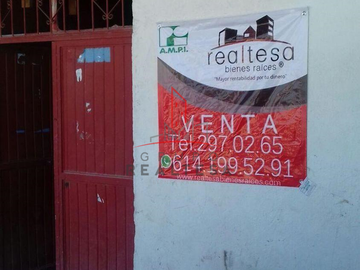 A.M.P.I.
realtesa
bienes raíces ®
"Mayor rentabilidad por tu dinero"
VENTA
Tel.297.02.65
614.199.52.91
www.realtesabienesraices.com